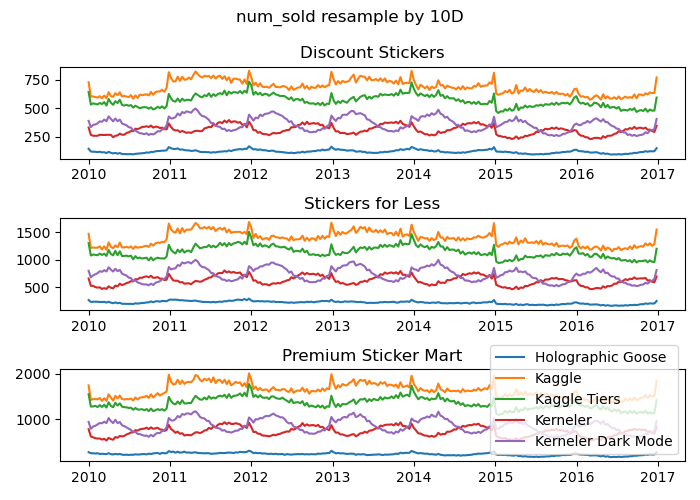 num_sold resample by 10D
Discount Stickers
750
500
250
2010 2011 2012 2013 2014 2015 2016 2017
Stickers for Less
1500
1000
500
2010 2011 2012 2013 2014 2015 2016 2017
Premium Sticker Mart
2000
1000
Holographic Goose
Kaggle
Kaggle Tiers
Kerneler
Kerneler Dark Mode
2010 2011 2012 2013 2014 2015 2016 2017